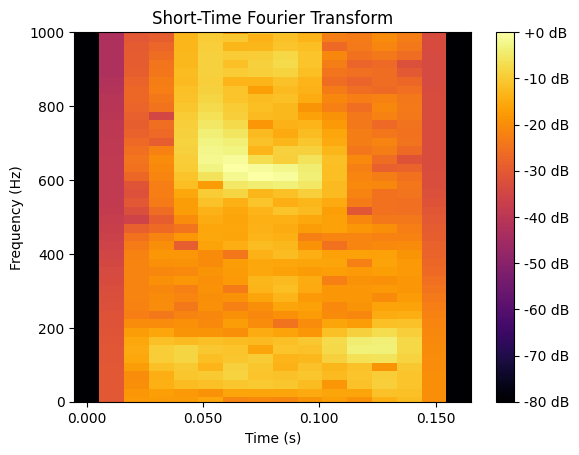 Short-Time Fourier Transform
1000
800
600
400
200
0
Frequency (Hz)
0.000
0.050
0.100
0.150
Time (s)
+0 dB
-10 dB
-20 dB
-30 dB
-40 dB
-50 dB
-60 dB
-70 dB
-80 dB